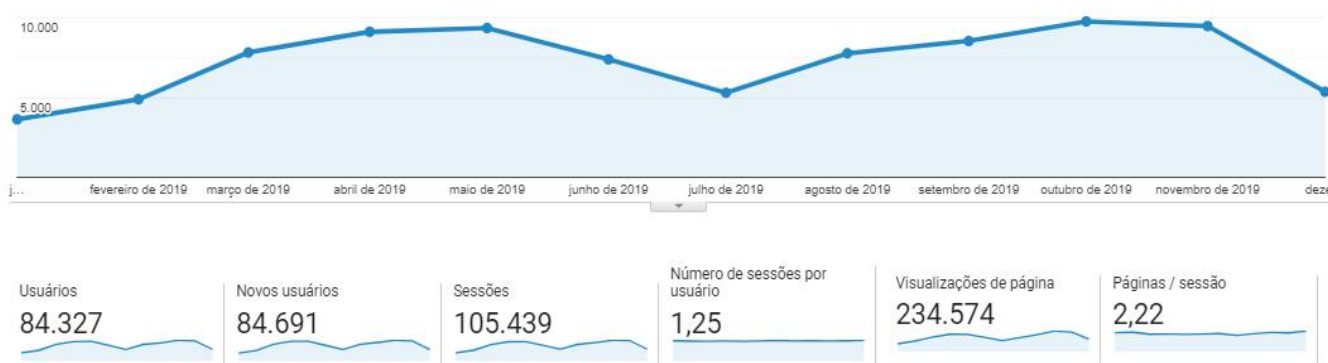 10.000
5.000
j...
fevereiro de 2019
março de 2019
abril de 2019
maio de 2019
junho de 2019
julho de 2019
agosto de 2019
setembro de 2019
outubro de 2019
novembro de 2019
deze
Usuários
84.327
Novos usuários
84.691
Sessões
105.439
Número de sessões por
usuário
1,25
Visualizações de página
234.574
Páginas / sessão
2,22